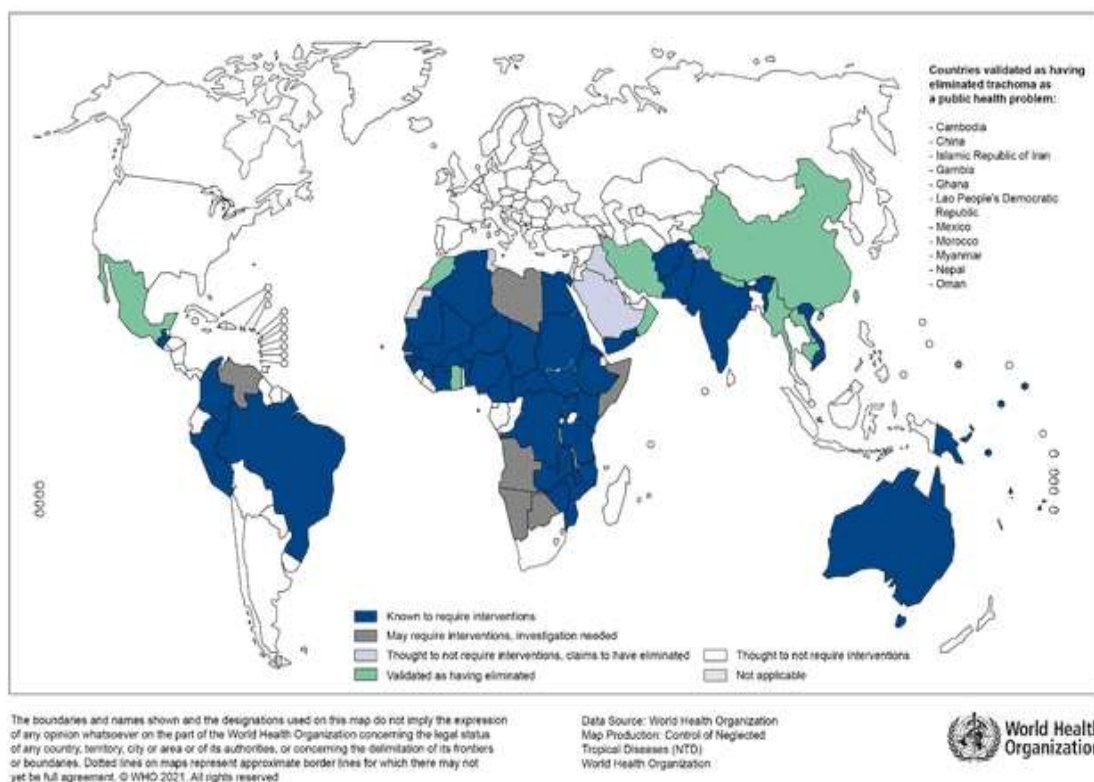 Countries validated as having
eliminated trachoma as
a public health problem:
- Cambodia
- China
- Islamic Republic of Iran
- Gambia
- Ghana
- Lao People's Democratic
Republic
- Mexico
- Morocco
- Myanmar
- Nepal
- Oman
Known to require interventions
May require interventions, investigation needed
Thought to not require interventions, claims to have eliminated
Validated as having eliminated
Thought to not require interventions
Not applicable
The boundaries and names shown and the designations used on this map do not imply the expression
of any opinion whatsoever on the part of the World Health Organization concerning the legal status
of any country, territory, city or area or of its authorities, or concerning the delimitation of its frontiers
or boundaries. Dotted lines on maps represent approximate border lines for which there may not
yet be full agreement. © WHO 2021. All rights reserved
Data Source: World Health Organization
Map Production: Control of Neglected
Tropical Diseases (NTD)
World Health Organization
World Health
Organization